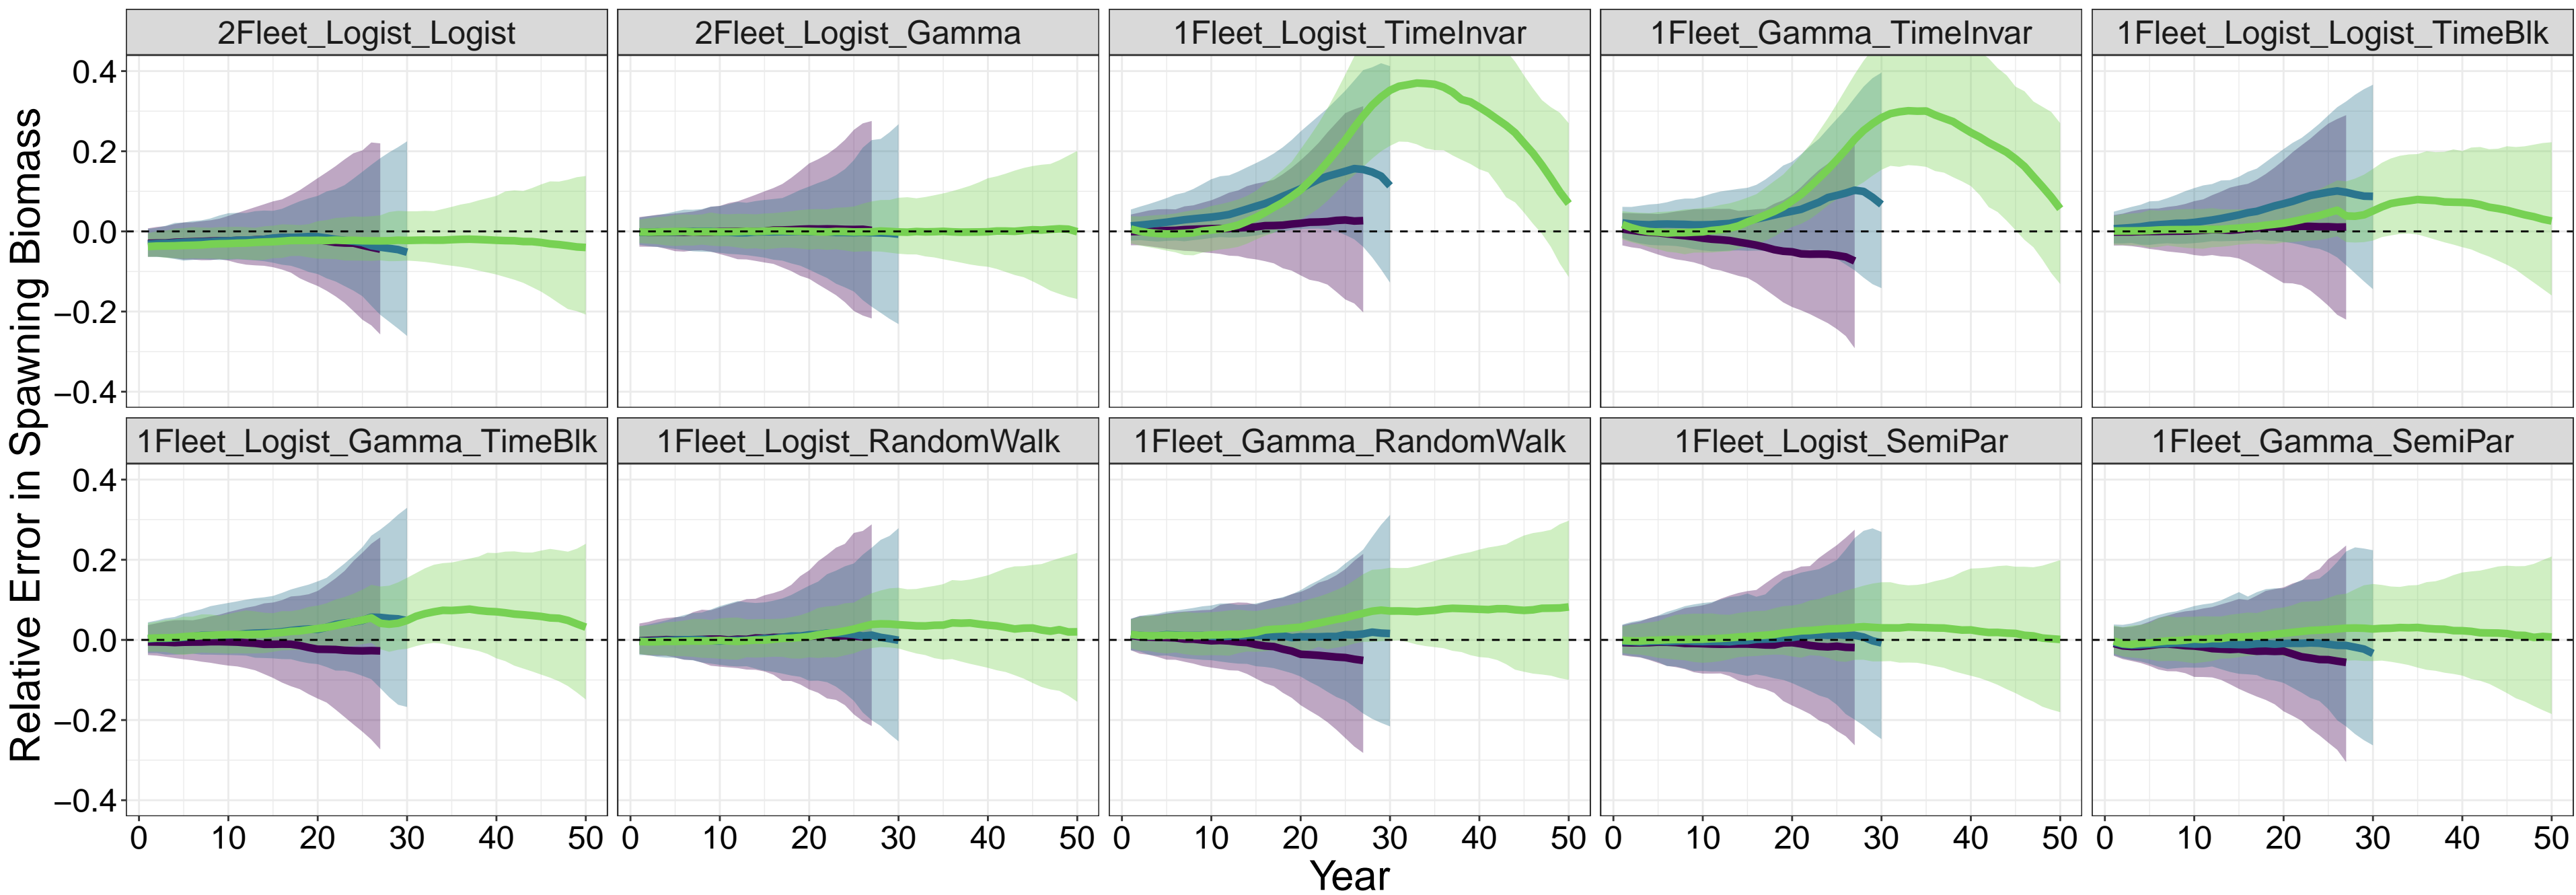 2Fleet_Logist_Logist
2Fleet_Logist_Gamma
1Fleet_Logist_TimeInvar
1Fleet_Gamma_TimeInvar
1Fleet_Logist_Logist_TimeBlk
0.4
0.2
0.0
−0.2
−0.4
Relative Error in Spawning Biomass
1Fleet_Logist_Gamma_TimeBlk
1Fleet_Logist_RandomWalk
1Fleet_Gamma_RandomWalk
1Fleet_Logist_SemiPar
1Fleet_Gamma_SemiPar
0.4
0.2
0.0
−0.2
−0.4
0 10 20 30 40 50
0 10 20 30 40 50
0 10 20 30 40 50
0 10 20 30 40 50
0 10 20 30 40 50
Year